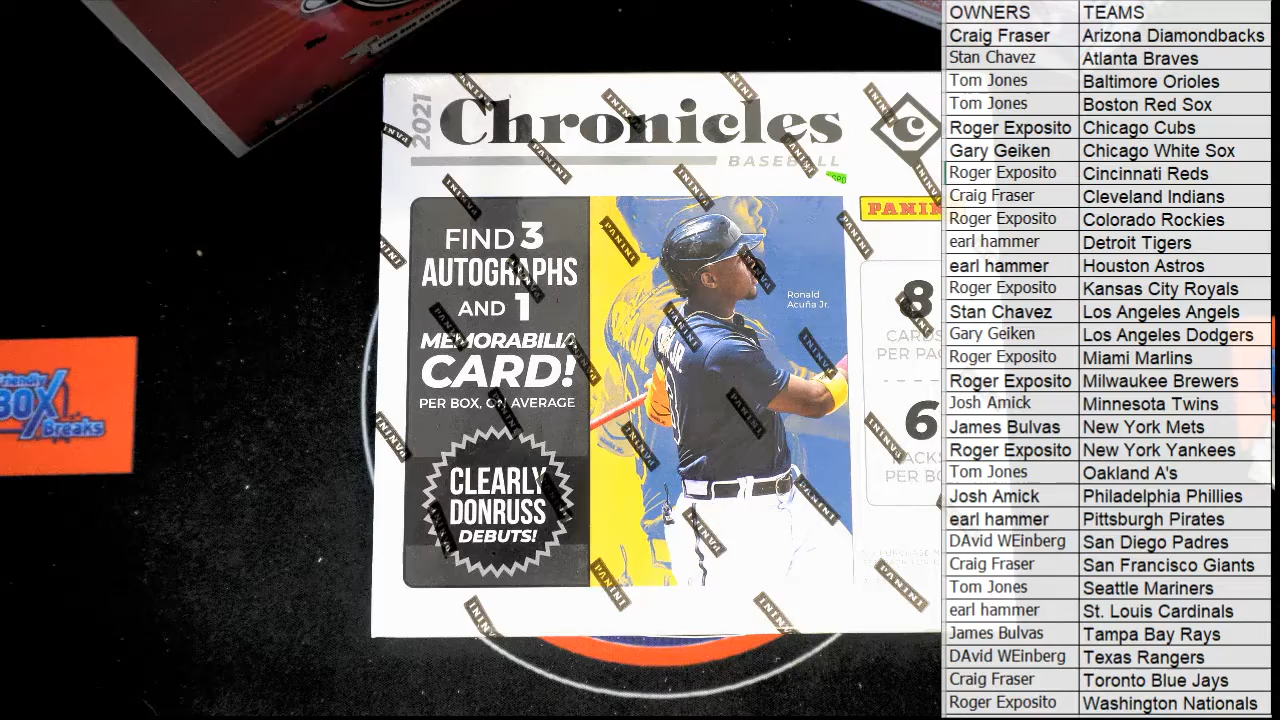 2021
Chronicles
C
BASEBALL
FIND 3
AUTOGRAPHS
AND 1
MEMORABILIA
CARD!
PER BOX, ON AVERAGE
CLEARLY
DONRUSS
DEBUTS!
Ronald
Acuña Jr.
PANINI
8
CARDS
PER PACK
6
PACKS
PER BOX
Friendly
BOX
Breaks
OWNERS TEAMS
Craig Fraser Arizona Diamondbacks
Stan Chavez Atlanta Braves
Tom Jones Baltimore Orioles
Tom Jones Boston Red Sox
Roger Exposito Chicago Cubs
Gary Geiken Chicago White Sox
Roger Exposito Cincinnati Reds
Craig Fraser Cleveland Indians
Roger Exposito Colorado Rockies
earl hammer Detroit Tigers
earl hammer Houston Astros
Roger Exposito Kansas City Royals
Stan Chavez Los Angeles Angels
Gary Geiken Los Angeles Dodgers
Roger Exposito Miami Marlins
Roger Exposito Milwaukee Brewers
Josh Amick Minnesota Twins
James Bulvas New York Mets
Roger Exposito New York Yankees
Tom Jones Oakland A's
Josh Amick Philadelphia Phillies
earl hammer Pittsburgh Pirates
DAvid WEinberg San Diego Padres
Craig Fraser San Francisco Giants
Tom Jones Seattle Mariners
earl hammer St. Louis Cardinals
James Bulvas Tampa Bay Rays
DAvid WEinberg Texas Rangers
Craig Fraser Toronto Blue Jays
Roger Exposito Washington Nationals